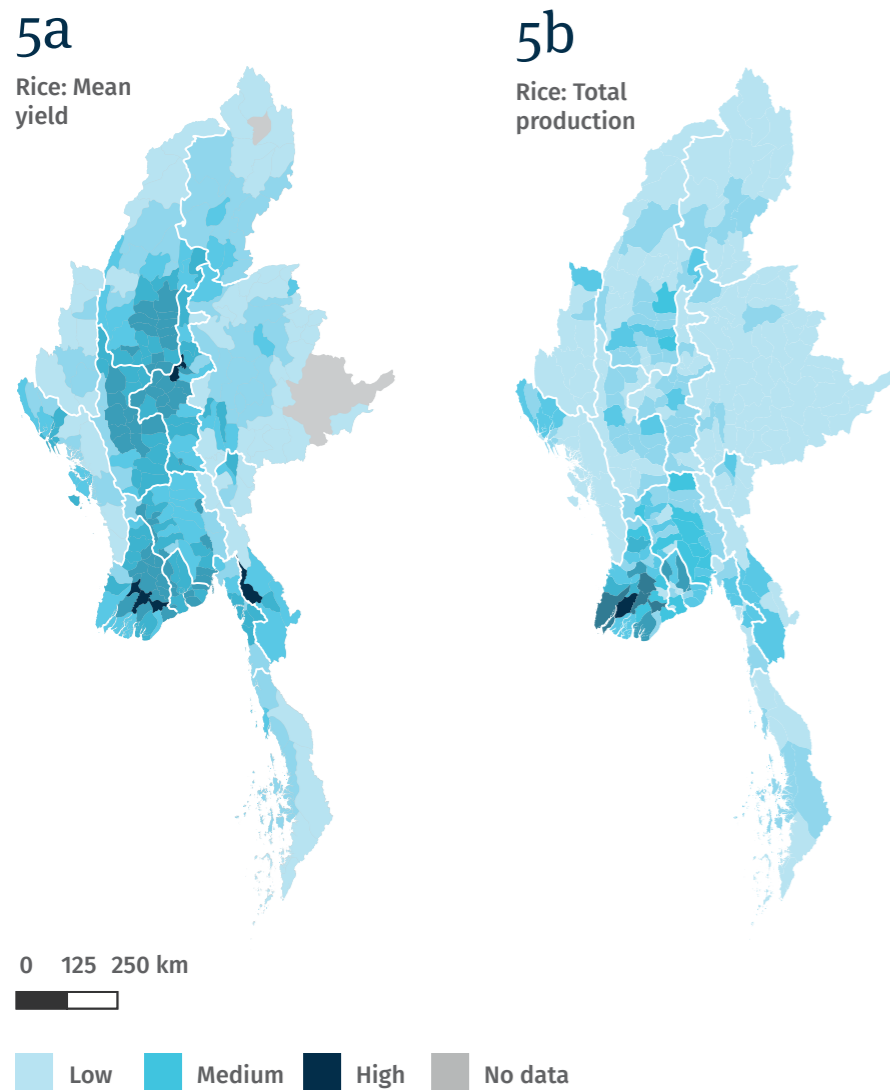 5a
Rice: Mean
yield
5b
Rice: Total
production
0 125 250 km
Low Medium High No data